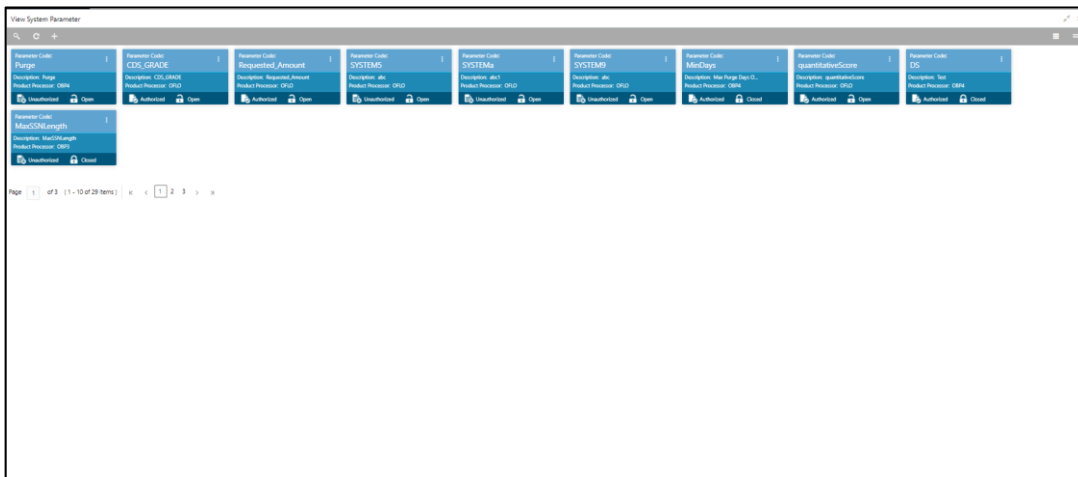 View System Parameter
Parameter Code:
Purge
Description: Purge
Product Processor: OBPA
Unauthorized Open
Parameter Code:
CDS_GRADE
Description: CDS_GRADE
Product Processor: OFLO
Authorized Open
Parameter Code:
Requested_Amount
Description: Requested_Amount
Product Processor: OFLO
Authorized Open
Parameter Code:
SYSTEM5
Description: abc
Product Processor: OFLO
Unauthorized Open
Parameter Code:
SYSTEMa
Description: abc1
Product Processor: OFLO
Unauthorized Open
Parameter Code:
SYSTEM9
Description: abc
Product Processor: OFLO
Unauthorized Open
Parameter Code:
MinDays
Description: Max Purge Days O...
Product Processor: OBPA
Authorized Closed
Parameter Code:
quantitativeScore
Description: quantitativeScore
Product Processor: OFLO
Authorized Open
Parameter Code:
DS
Description: Test
Product Processor: OBPA
Authorized Closed
Parameter Code:
MaxSSNLength
Description: MaxSSNLength
Product Processor:
Unauthorized Closed
Page 1 of 3 (1 - 10 of 29 items) 1 2 3